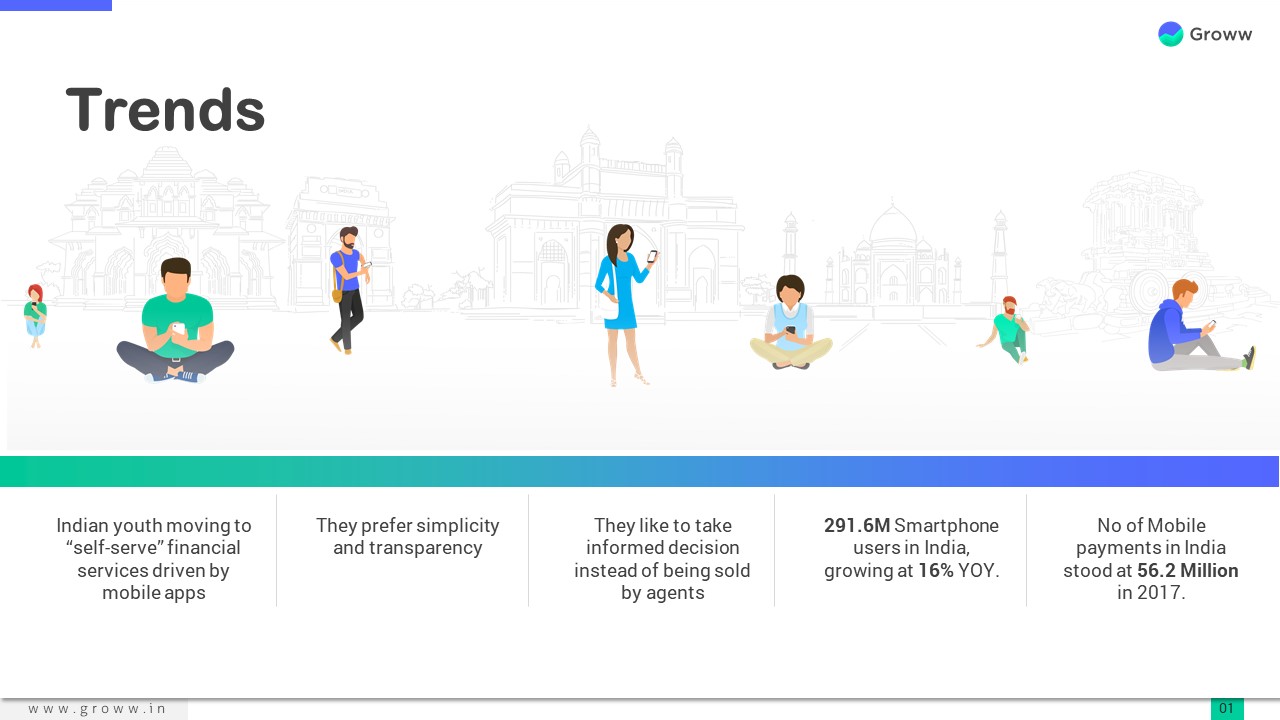 Groww
Trends
Indian youth moving to
“self-serve” financial
services driven by
mobile apps
They prefer simplicity
and transparency
They like to take
informed decision
instead of being sold
by agents
291.6M Smartphone
users in India,
growing at 16% YOY.
No of Mobile
payments in India
stood at 56.2 Million
in 2017.
www.groww.in
01